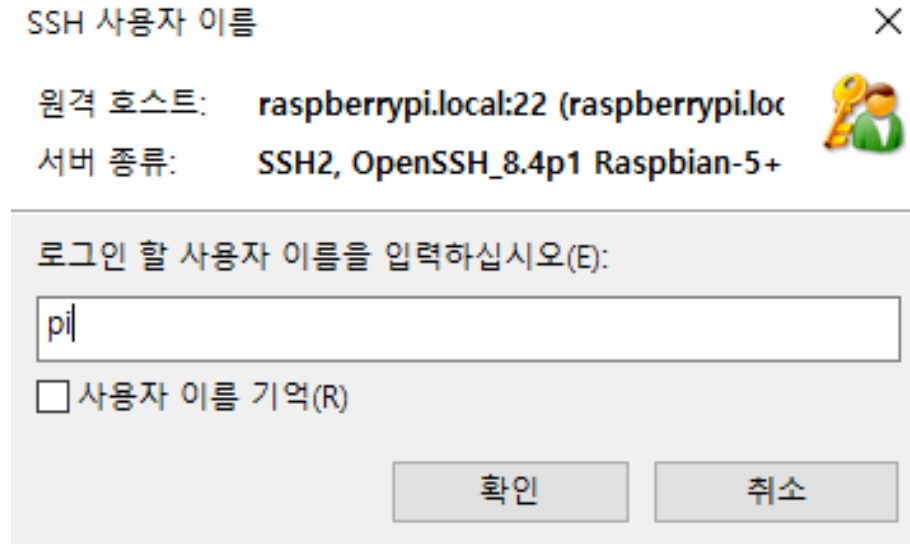 SSH 사용자 이름
원격 호스트: raspberrypi.local:22 (raspberrypi.loc
서버 종류: SSH2, OpenSSH_8.4p1 Raspbian-5+
로그인 할 사용자 이름을 입력하십시오(E):
pi
사용자 이름 기억(R)
확인 취소